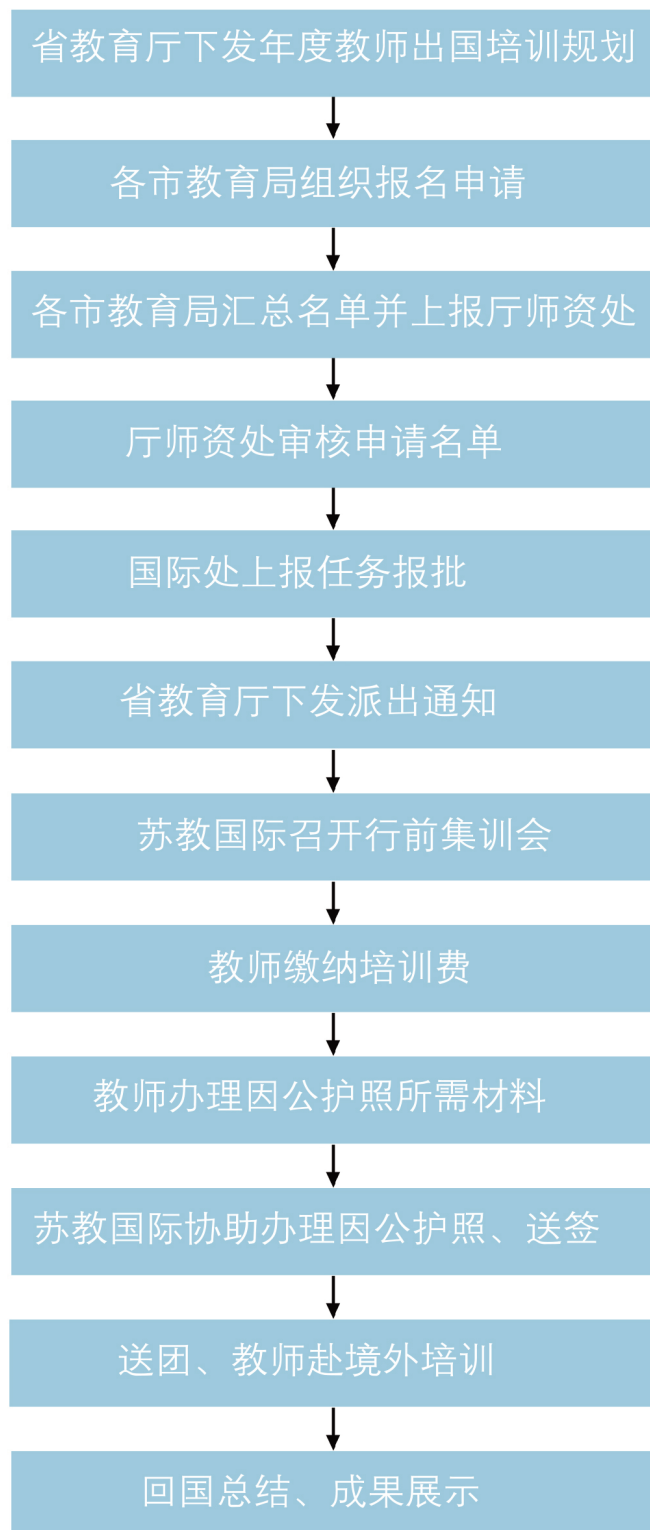 省教育厅下发年度教师出国培训规划
各市教育局组织报名申请
各市教育局汇总名单并上报厅师资处
厅师资处审核申请名单
国际处上报任务报批
省教育厅下发派出通知
苏教国际召开行前集训会
教师缴纳培训费
教师办理因公护照所需材料
苏教国际协助办理因公护照、送签
送团、教师赴境外培训
回国总结、成果展示